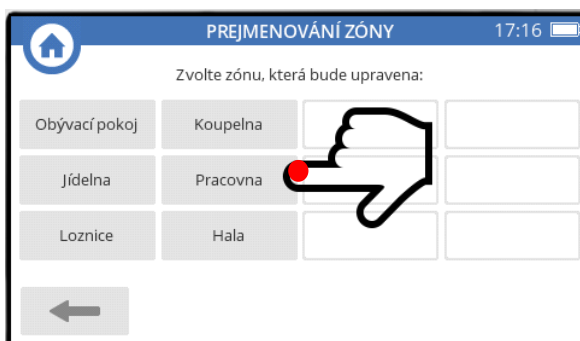 PREJMENOVÁNÍ ZÓNY 17:16
Zvolte zónu, která bude upravena:
Obývací pokoj Koupelna
Jídelna Pracovna
Loznice Hala